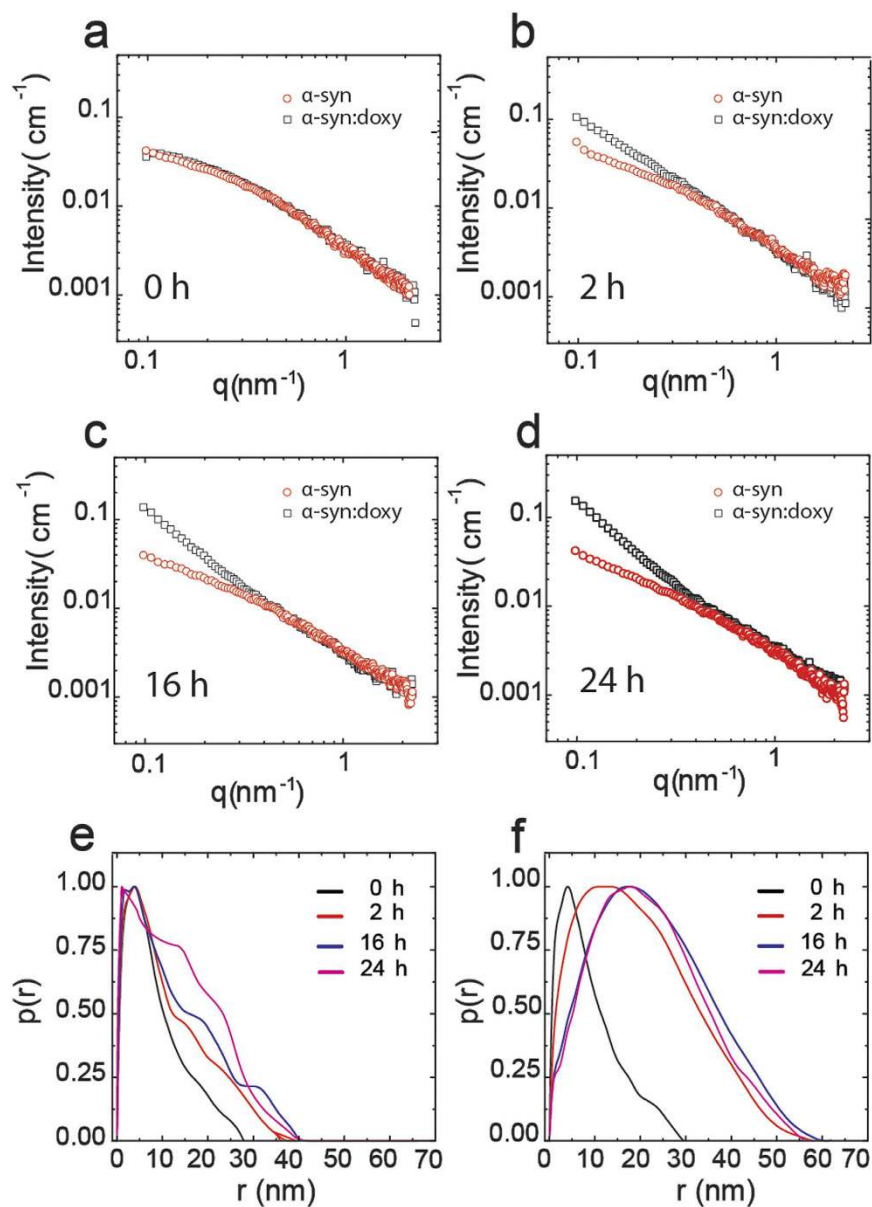 a
Intensity( cm⁻¹)
0.1
0.01
0.001
α-syn
α-syn:doxy
0 h
0.1
1
q(nm⁻¹)
b
Intensity( cm⁻¹)
0.1
0.01
0.001
α-syn
α-syn:doxy
2 h
0.1
1
q(nm⁻¹)
c
Intensity( cm⁻¹)
0.1
0.01
0.001
α-syn
α-syn:doxy
16 h
0.1
1
q(nm⁻¹)
d
Intensity( cm⁻¹)
0.1
0.01
0.001
α-syn
α-syn:doxy
24 h
0.1
1
q(nm⁻¹)
e
p(r)
1.00
0.75
0.50
0.25
0.00
0 h
2 h
16 h
24 h
0 10 20 30 40 50 60 70
r (nm)
f
p(r)
1.00
0.75
0.50
0.25
0.00
0 h
2 h
16 h
24 h
0 10 20 30 40 50 60 70
r (nm)